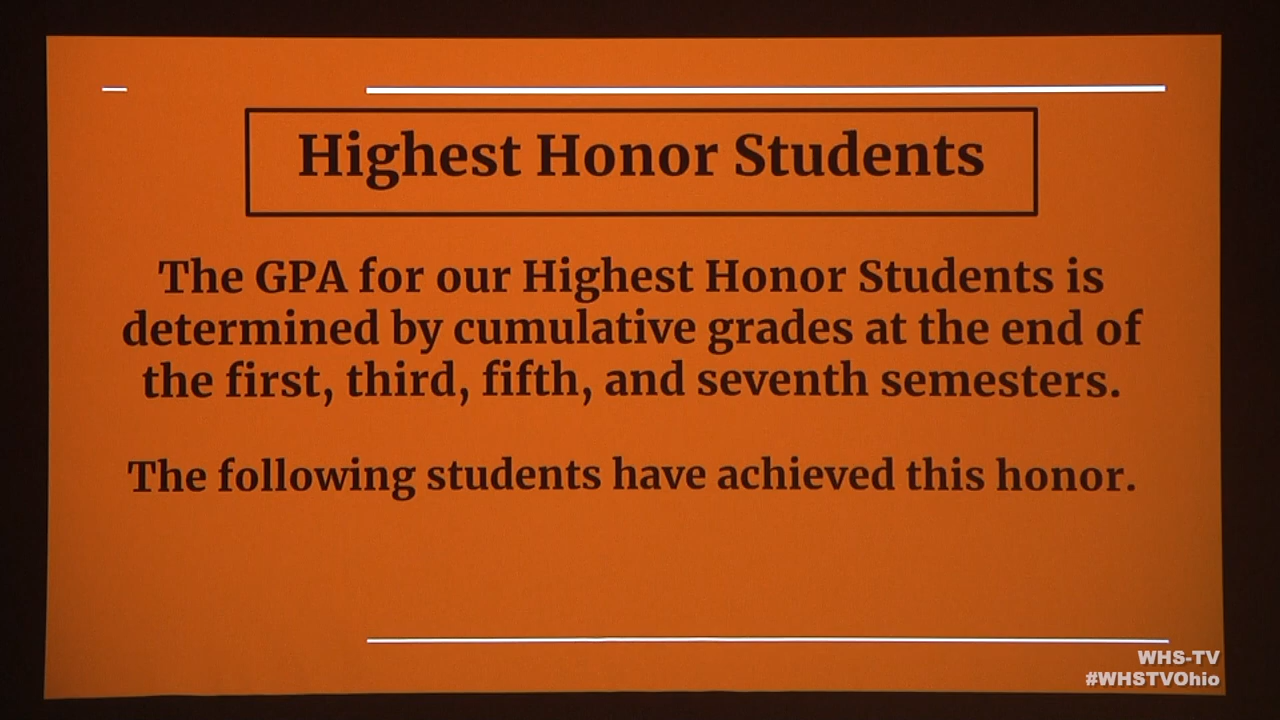 Highest Honor Students
The GPA for our Highest Honor Students is
determined by cumulative grades at the end of
the first, third, fifth, and seventh semesters.
The following students have achieved this honor.
WHS-TV
#WHSTVOhio